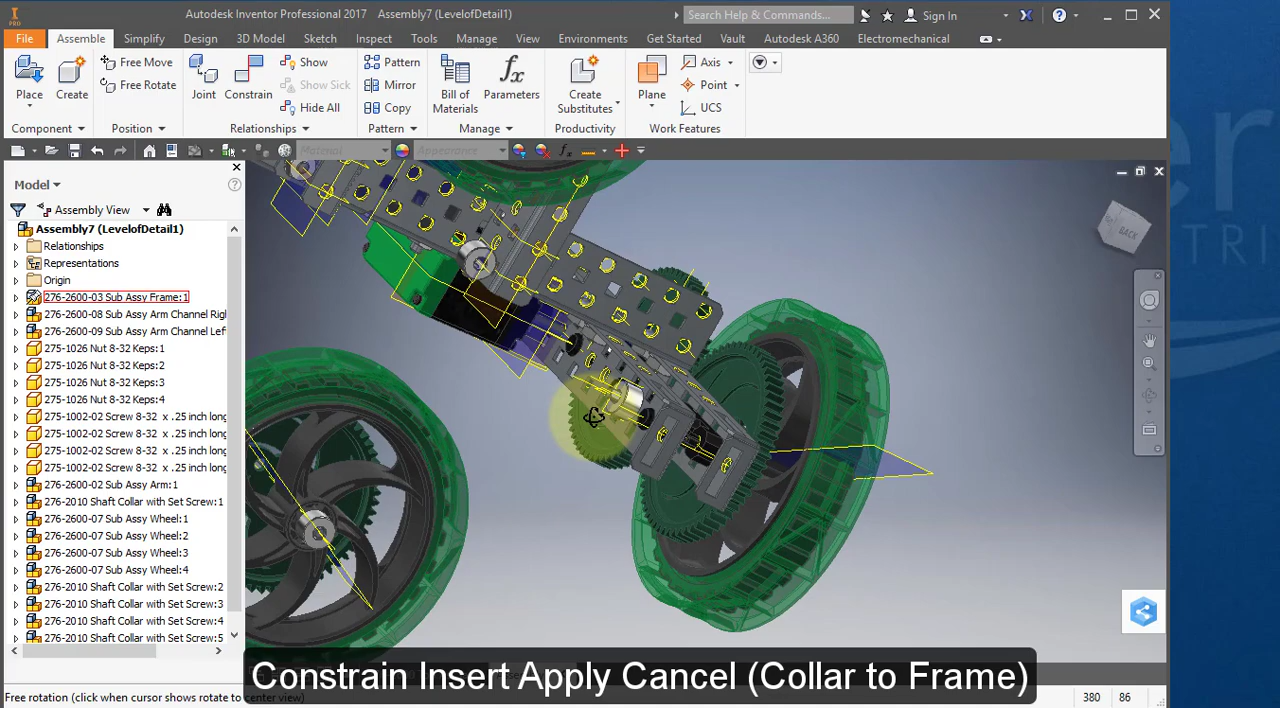 Autodesk Inventor Professional 2017 Assembly7 (LevelofDetail1)
Search Help & Commands...
Sign In
PRO
File Assemble Simplify Design 3D Model Sketch Inspect Tools Manage View Environments Get Started Vault Autodesk A360 Electromechanical
Place
Create
Free Move
Free Rotate
Joint
Constrain
Show
Show Sick
Hide All
Pattern
Mirror
Copy
Bill of Materials
Parameters
Create Substitutes
Plane
Axis
Point
UCS
Component Position Relationships Pattern Manage Productivity Work Features
Material
Appearance
Model
Assembly View
Assembly7 (LevelofDetail1)
Relationships
Representations
Origin
276-2600-03 Sub Assy Frame:1
276-2600-08 Sub Assy Arm Channel Rig
276-2600-09 Sub Assy Arm Channel Left
275-1026 Nut 8-32 Keps:1
275-1026 Nut 8-32 Keps:2
275-1026 Nut 8-32 Keps:3
275-1026 Nut 8-32 Keps:4
275-1002-02 Screw 8-32 x .25 inch long
275-1002-02 Screw 8-32 x .25 inch long
275-1002-02 Screw 8-32 x .25 inch long
275-1002-02 Screw 8-32 x .25 inch long
276-2600-02 Sub Assy Arm:1
276-2010 Shaft Collar with Set Screw:1
276-2600-07 Sub Assy Wheel:1
276-2600-07 Sub Assy Wheel:2
276-2600-07 Sub Assy Wheel:3
276-2600-07 Sub Assy Wheel:4
276-2010 Shaft Collar with Set Screw:2
276-2010 Shaft Collar with Set Screw:3
276-2010 Shaft Collar with Set Screw:4
276-2010 Shaft Collar with Set Screw:5
BACK
Constrain Insert Apply Cancel (Collar to Frame)
Free rotation (click when cursor shows rotate to center view)
380 86